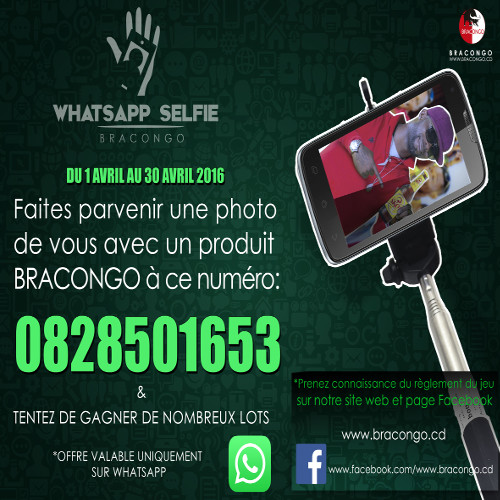 BRACONGO
BRACONGO
WWW.BRACONGO.CD
WHATSAPP SELFIE
BRACONGO
DU 1 AVRIL AU 30 AVRIL 2016
Faites parvenir une photo
de vous avec un produit
BRACONGO à ce numéro:
0828501653
&
TENTEZ DE GAGNER DE NOMBREUX LOTS
*OFFRE VALABLE UNIQUEMENT
SUR WHATSAPP
*Prenez connaissance du règlement du jeu
sur notre site web et page Facebook
www.bracongo.cd
www.facebook.com/www.bracongo.cd